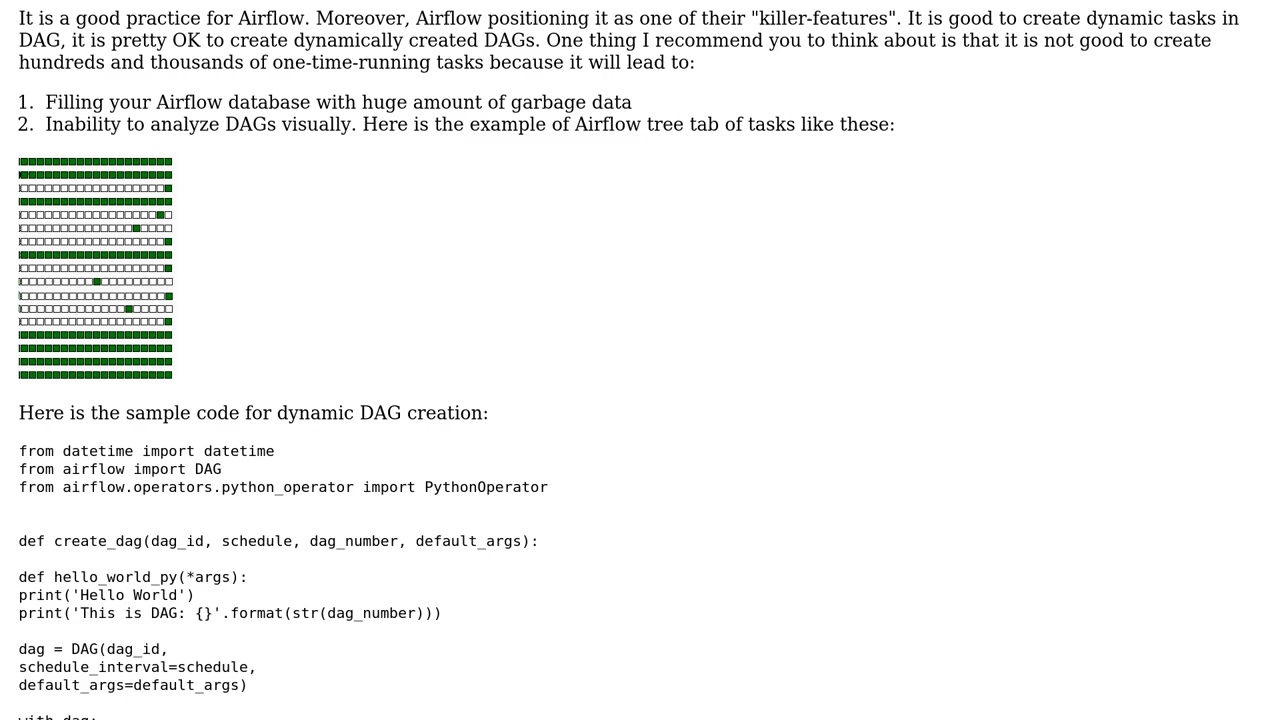 It is a good practice for Airflow. Moreover, Airflow positioning it as one of their "killer-features". It is good to create dynamic tasks in
DAG, it is pretty OK to create dynamically created DAGs. One thing I recommend you to think about is that it is not good to create
hundreds and thousands of one-time-running tasks because it will lead to:
1. Filling your Airflow database with huge amount of garbage data
2. Inability to analyze DAGs visually. Here is the example of Airflow tree tab of tasks like these:
Here is the sample code for dynamic DAG creation:
from datetime import datetime
from airflow import DAG
from airflow.operators.python_operator import PythonOperator
def create_dag(dag_id, schedule, dag_number, default_args):
def hello_world_py(*args):
print('Hello World')
print('This is DAG: {}'.format(str(dag_number)))
dag = DAG(dag_id,
schedule_interval=schedule,
default_args=default_args)
with dag: